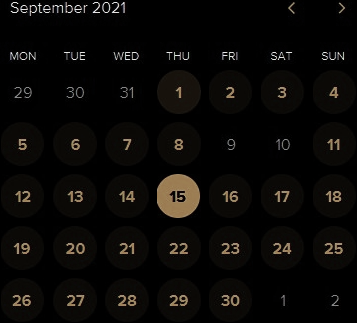 September 2021
MON TUE WED THU FRI SAT SUN
29 30 31 1 2 3 4
5 6 7 8 9 10 11
12 13 14 15 16 17 18
19 20 21 22 23 24 25
26 27 28 29 30 1 2